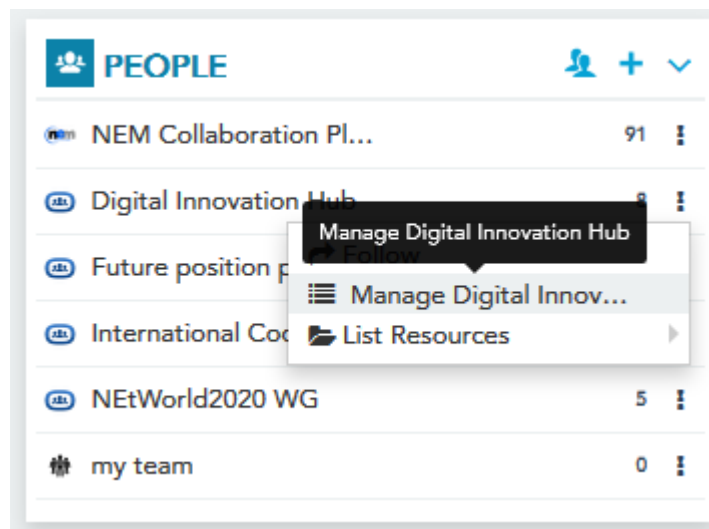 PEOPLE
NEM Collaboration Pl... 91
Digital Innovation Hub 8
Manage Digital Innovation Hub
Follow
Future position p
Manage Digital Innov...
International Coo
List Resources
NEtWorld2020 WG 5
my team 0